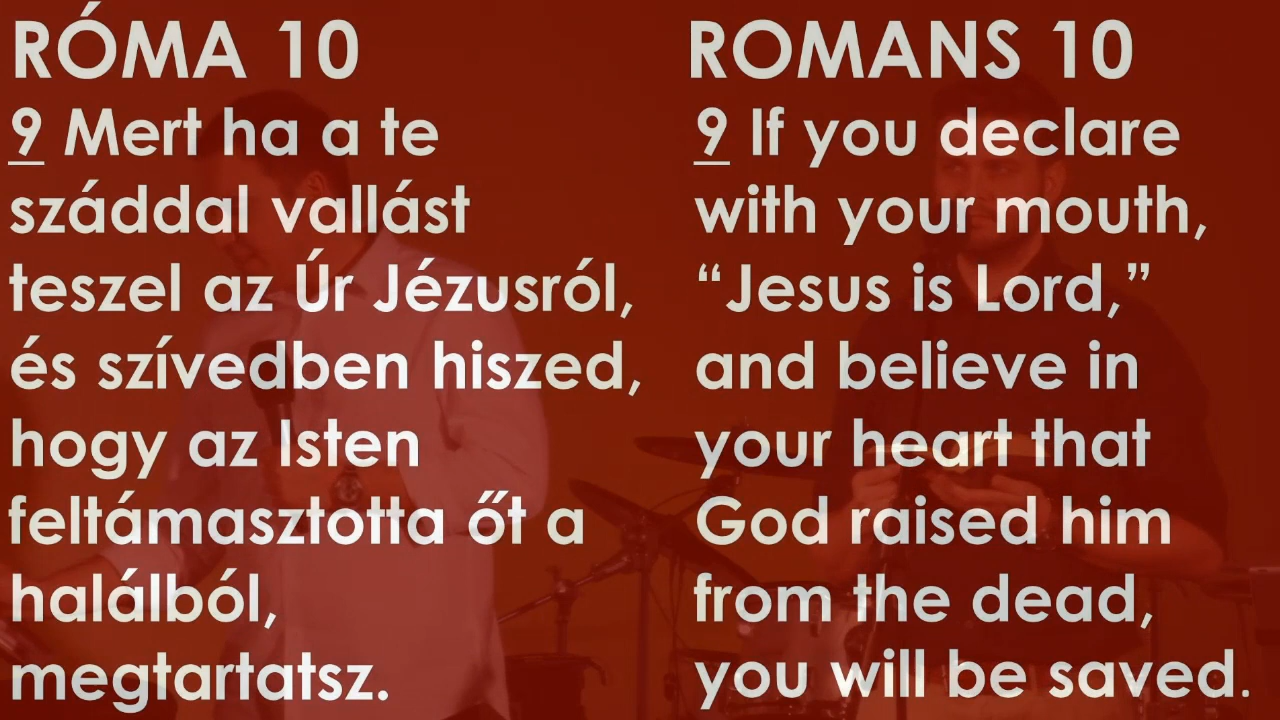 RÓMA 10
9 Mert ha a te
száddal vallást
teszel az Úr Jézusról,
és szívedben hiszed,
hogy az Isten
feltámasztotta őt a
halálból,
megtartatsz.
ROMANS 10
9 If you declare
with your mouth,
“Jesus is Lord,”
and believe in
your heart that
God raised him
from the dead,
you will be saved.